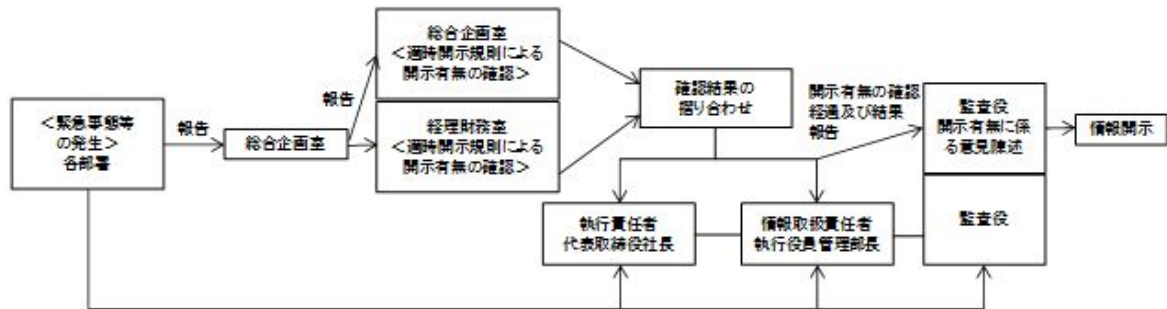 ＜緊急事態等
の発生＞
各部署
報告
総合企画室
報告
総合企画室
＜適時開示規則による
開示有無の確認＞
経理財務室
＜適時開示規則による
開示有無の確認＞
確認結果の
摺り合わせ
執行責任者
代表取締役社長
情報取扱責任者
執行役員管理部長
開示有無の確認
経過及び結果
報告
監査役
開示有無に係
る意見陳述
監査役
情報開示